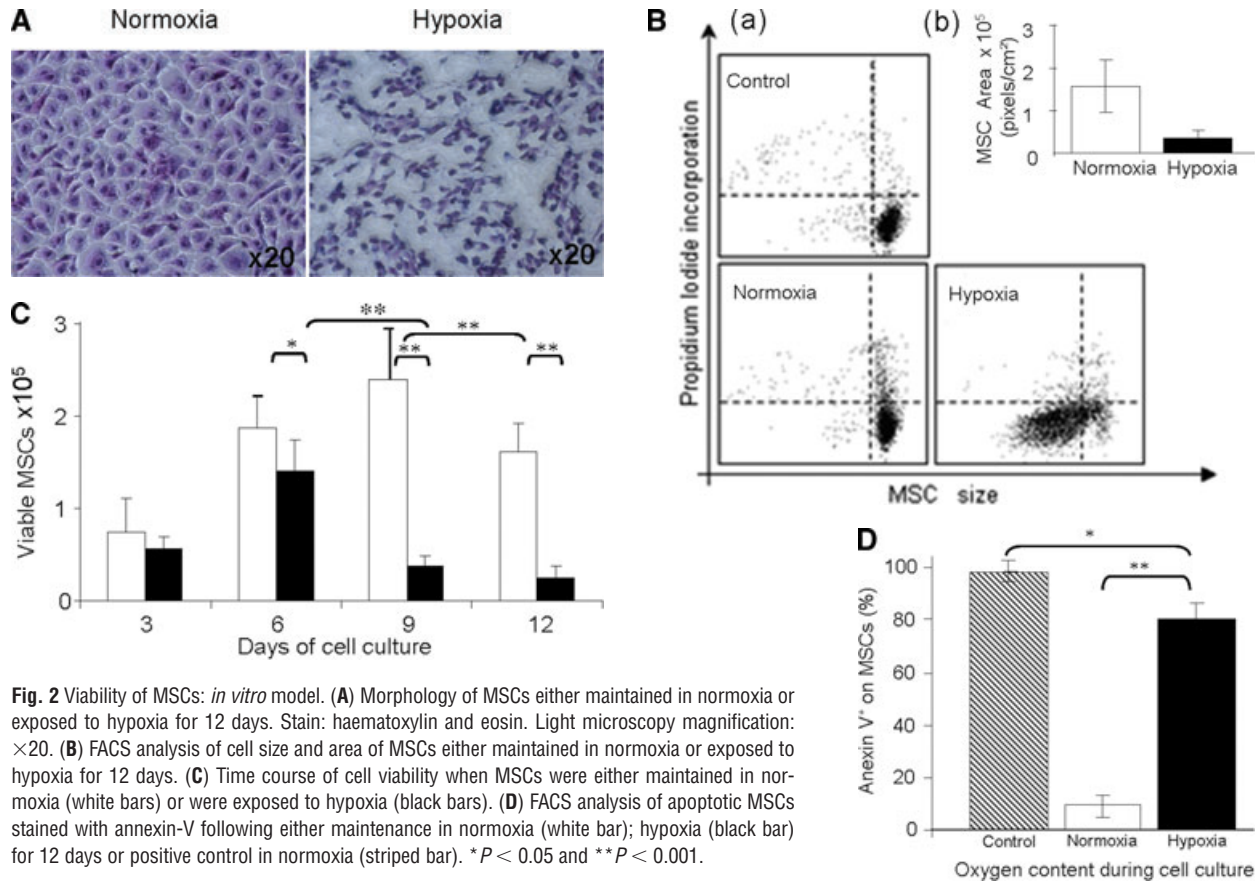 A
Normoxia
Hypoxia
x20
x20
B
(a)
(b)
Control
Normoxia
Hypoxia
Propidium Iodide incorporation
MSC size
MSC Area x 10⁵
(pixels/cm²)
3
2
1
0
Normoxia
Hypoxia
C
Viable MSCs x10⁵
3
2
1
0
*
**
**
**
**
3
6
9
12
Days of cell culture
D
Anexin V⁺ on MSCs (%)
100
80
60
40
20
0
*
**
Control
Normoxia
Hypoxia
Oxygen content during cell culture
Fig. 2 Viability of MSCs: in vitro model. (A) Morphology of MSCs either maintained in normoxia or
exposed to hypoxia for 12 days. Stain: haematoxylin and eosin. Light microscopy magnification:
×20. (B) FACS analysis of cell size and area of MSCs either maintained in normoxia or exposed to
hypoxia for 12 days. (C) Time course of cell viability when MSCs were either maintained in nor-
moxia (white bars) or were exposed to hypoxia (black bars). (D) FACS analysis of apoptotic MSCs
stained with annexin-V following either maintenance in normoxia (white bar); hypoxia (black bar)
for 12 days or positive control in normoxia (striped bar). *P < 0.05 and **P < 0.001.